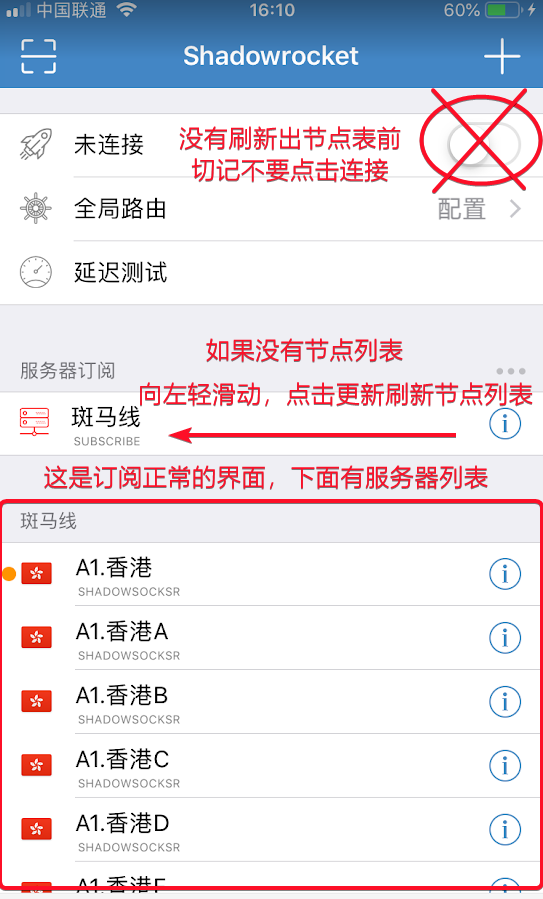 中国联通 16:10 60%
Shadowrocket
未连接
没有刷新出节点表前
切记不要点击连接
全局路由 配置
延迟测试
如果没有节点列表
服务器订阅
向左轻滑动，点击更新刷新节点列表
斑马线
SUBSCRIBE
这是订阅正常的界面，下面有服务器列表
斑马线
A1.香港
SHADOWSOCKSR
A1.香港A
SHADOWSOCKSR
A1.香港B
SHADOWSOCKSR
A1.香港C
SHADOWSOCKSR
A1.香港D
SHADOWSOCKSR